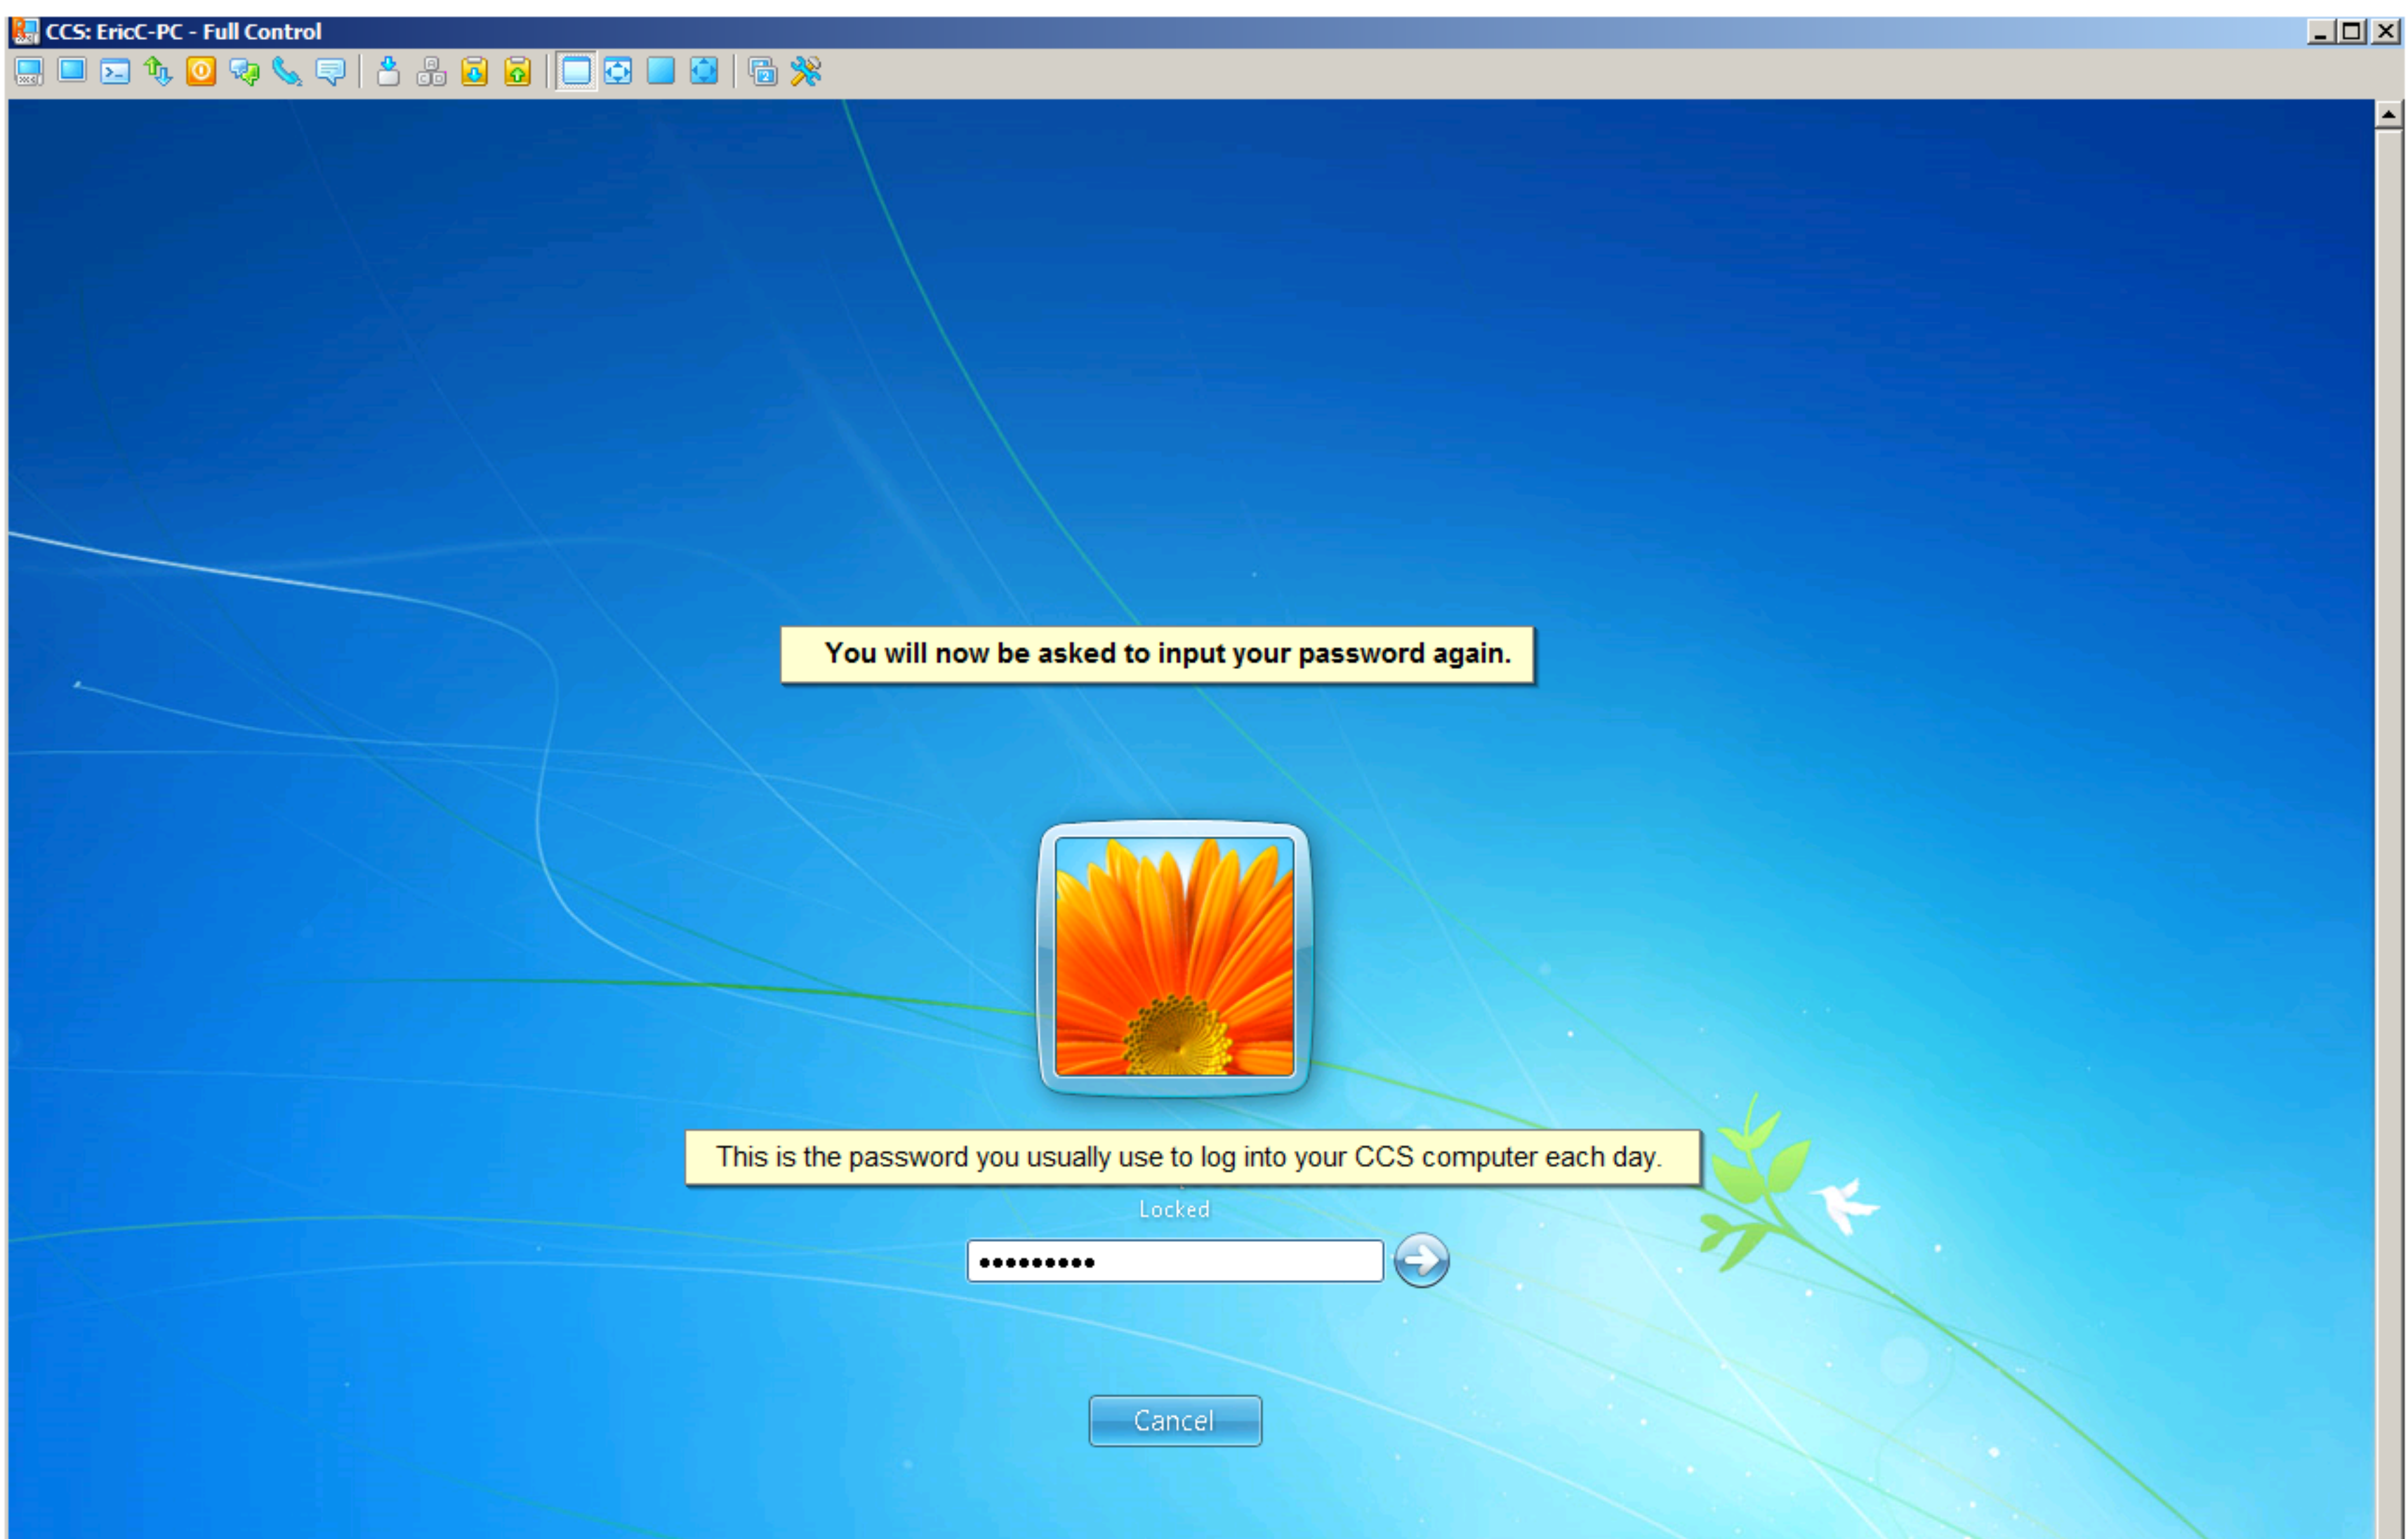 CCS: EricC-PC - Full Control
You will now be asked to input your password again.
This is the password you usually use to log into your CCS computer each day.
Locked
Cancel